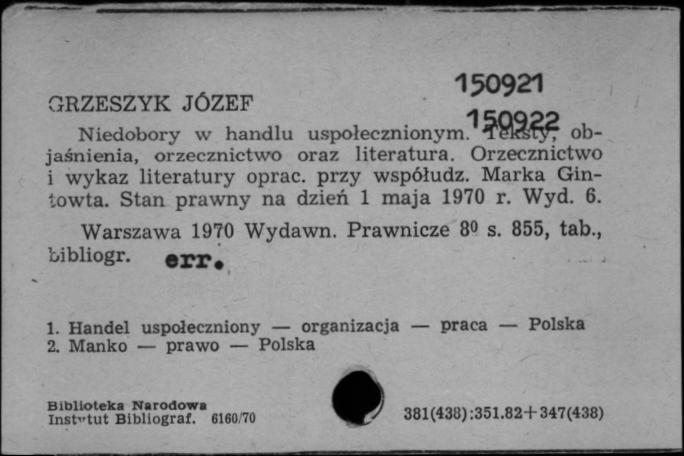 150921
GRZESZYK JÓZEF
150922
Niedobory w handlu uspołecznionym. Teksty, ob-
jaśnienia, orzecznictwo oraz literatura. Orzecznictwo
i wykaz literatury oprac. przy współudz. Marka Gin-
towta. Stan prawny na dzień 1 maja 1970 r. Wyd. 6.
Warszawa 1970 Wydawn. Prawnicze 8⁰ s. 855, tab.,
bibliogr. err.
1. Handel uspołeczniony — organizacja — praca — Polska
2. Manko — prawo — Polska
Biblioteka Narodowa
Instytut Bibliograf. 6160/70
381(438):351.82+347(438)